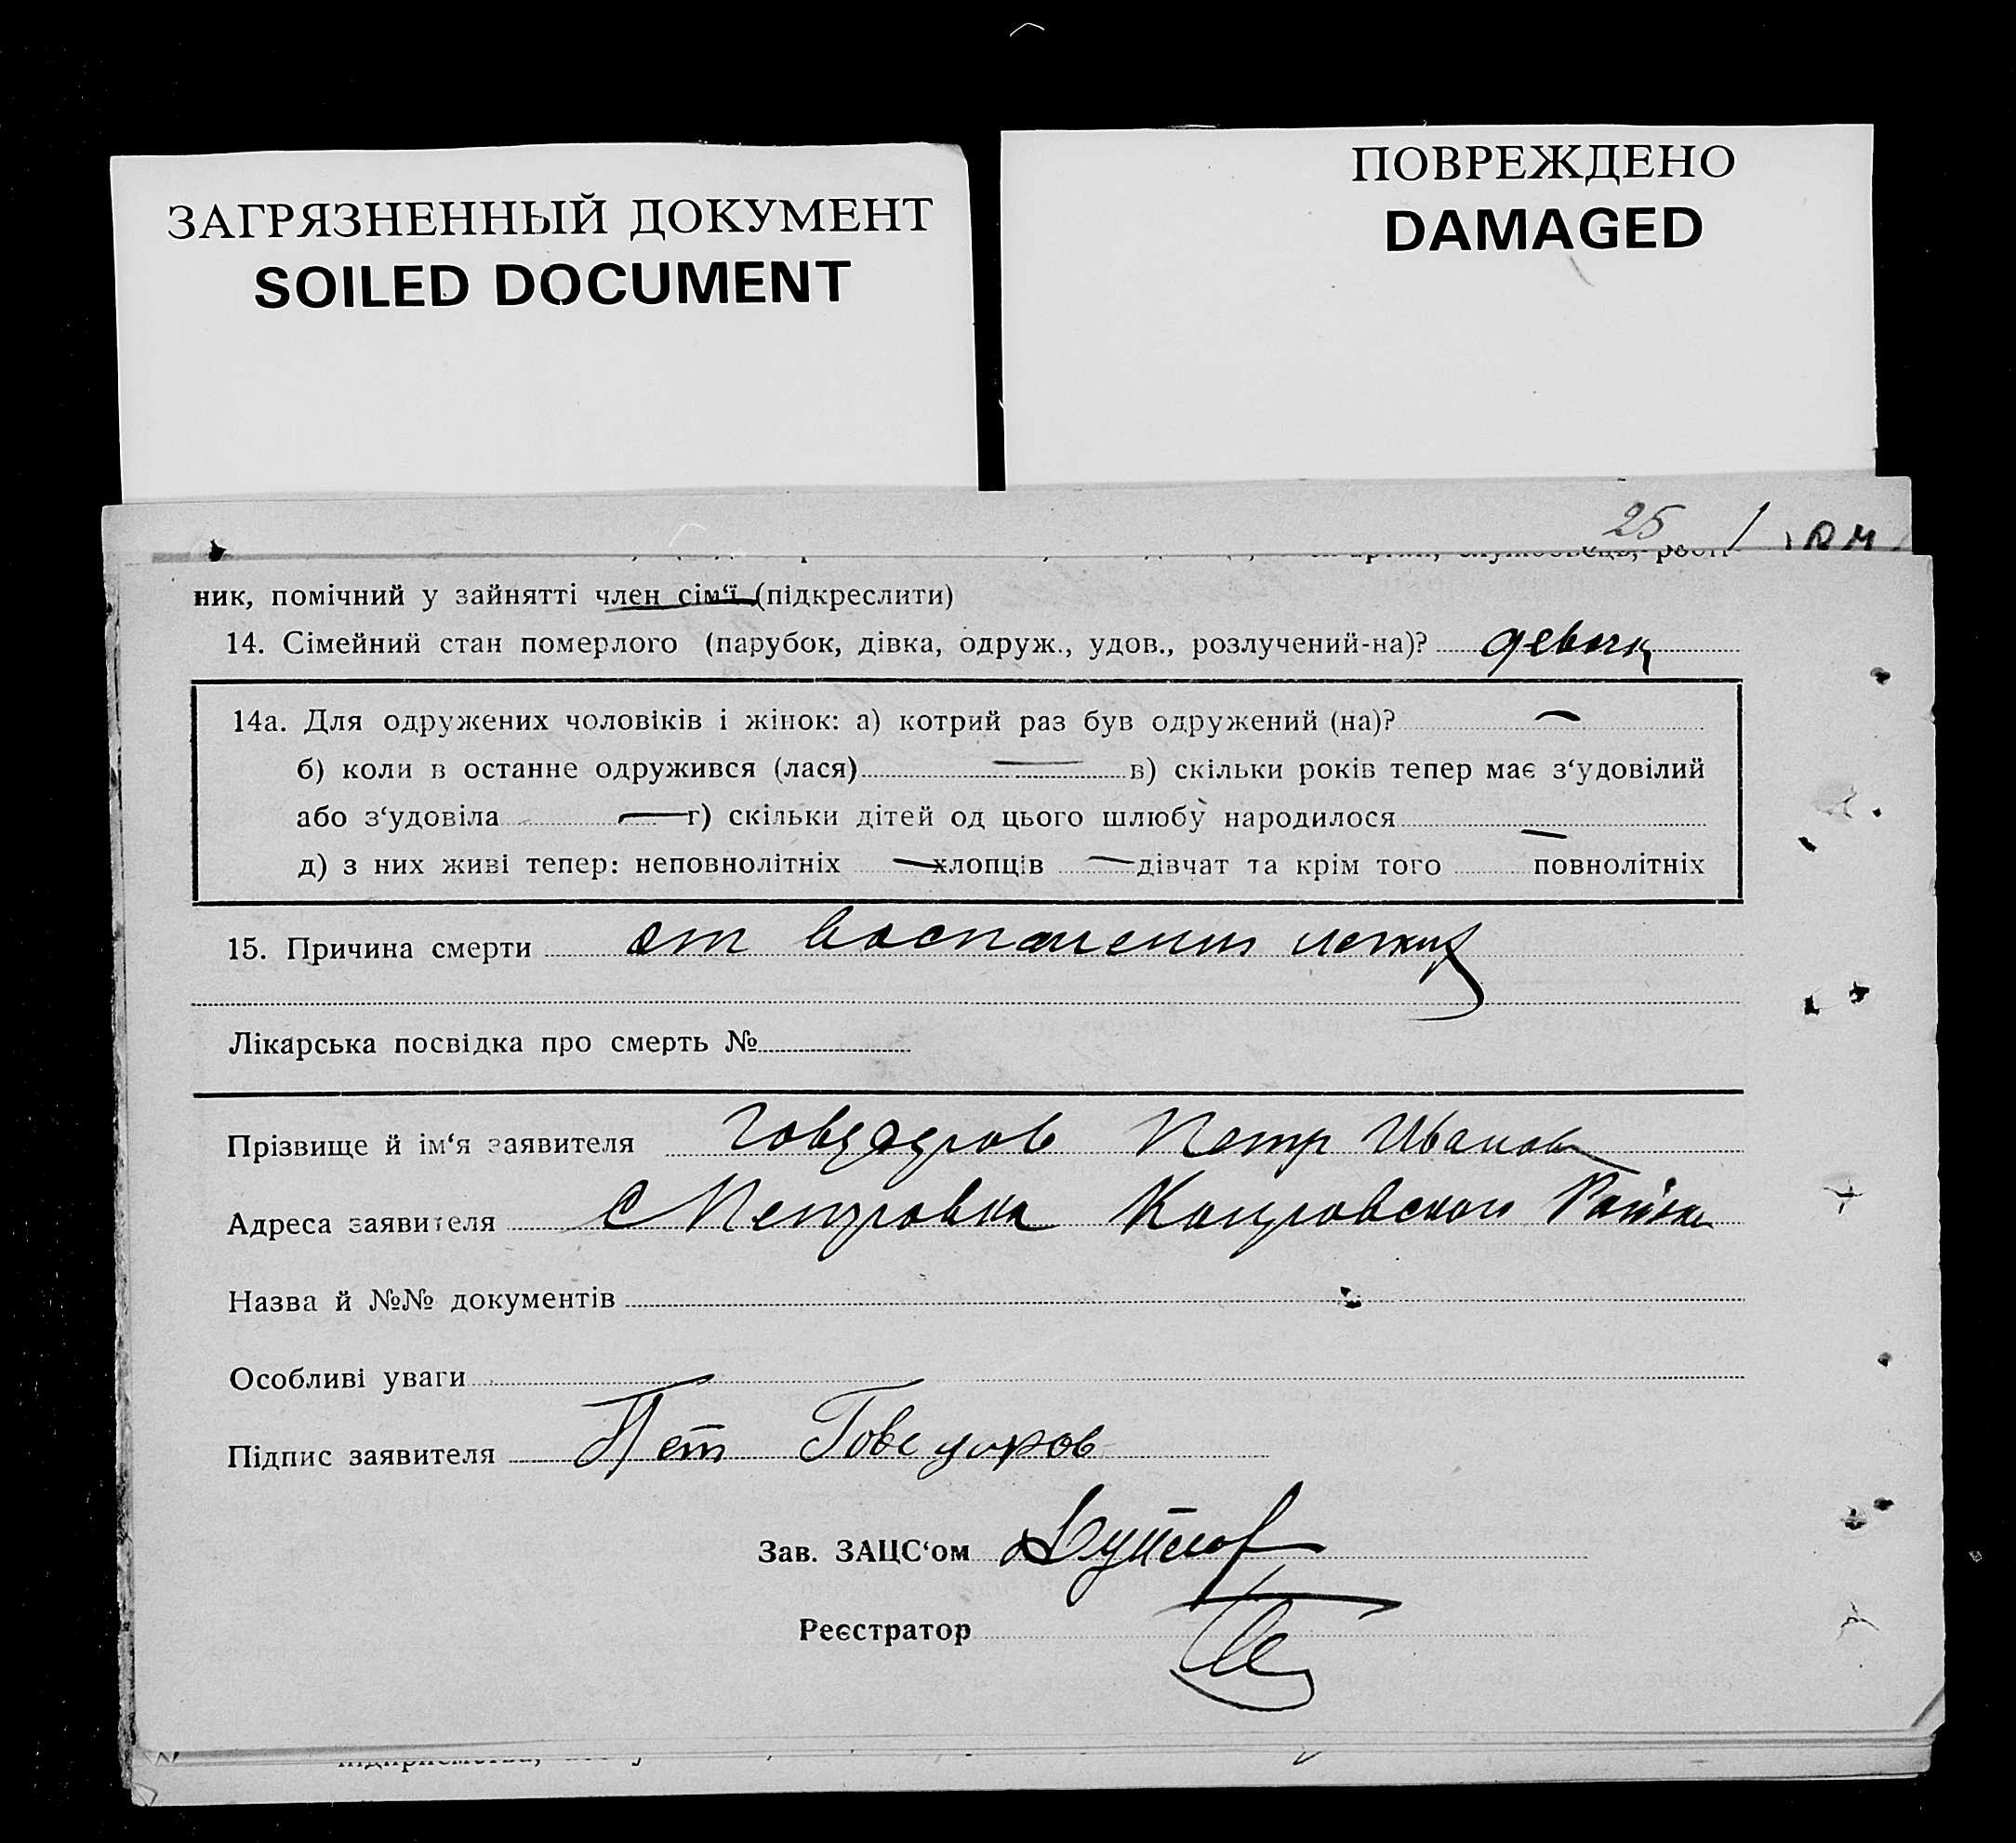 ЗАГРЯЗНЕННЫЙ ДОКУМЕНТ
SOILED DOCUMENT
ПОВРЕЖДЕНО
DAMAGED
25
ник, помічний у зайнятті член сім‘ї (підкреслити)
14. Сімейний стан померлого (парубок, дівка, одруж., удов., розлучений-на)?
14а. Для одружених чоловіків і жінок: а) котрий раз був одружений (на)? —
б) коли в останне одружився (лася) — в) скільки років тепер має з‘удовілий
або з‘удовіла — г) скільки дітей од цього шлюбу народилося —
д) з них живі тепер: неповнолітніх — хлопців — дівчат та крім того повнолітніх
15. Причина смерти от воспаления легких
Лікарська посвідка про смерть №
Прізвище й ім‘я заявителя Петр Иванов
Адреса заявителя с Петровка Района
Назва й №№ документів
Особливі уваги
Підпис заявителя Пет
Зав. ЗАЦС‘ом
Реєстратор